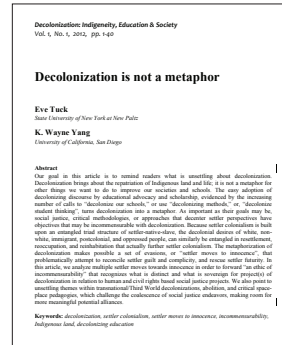 Decolonization: Indigeneity, Education & Society
Vol. 1, No. 1, 2012, pp. 1-40
Decolonization is not a metaphor
Eve Tuck
State University of New York at New Paltz
K. Wayne Yang
University of California, San Diego
Abstract
Our goal in this article is to remind readers what is unsettling about decolonization.
Decolonization brings about the repatriation of Indigenous land and life; it is not a metaphor for
other things we want to do to improve our societies and schools. The easy adoption of
decolonizing discourse by educational advocacy and scholarship, evidenced by the increasing
number of calls to “decolonize our schools,” or use “decolonizing methods,” or, “decolonize
student thinking”, turns decolonization into a metaphor. As important as their goals may be,
social justice, critical methodologies, or approaches that decenter settler perspectives have
objectives that may be incommensurable with decolonization. Because settler colonialism is built
upon an entangled triad structure of settler-native-slave, the decolonial desires of white, non-
white, immigrant, postcolonial, and oppressed people, can similarly be entangled in resettlement,
reoccupation, and reinhabitation that actually further settler colonialism. The metaphorization of
decolonization makes possible a set of evasions, or “settler moves to innocence”, that
problematically attempt to reconcile settler guilt and complicity, and rescue settler futurity. In
this article, we analyze multiple settler moves towards innocence in order to forward “an ethic of
incommensurability” that recognizes what is distinct and what is sovereign for project(s) of
decolonization in relation to human and civil rights based social justice projects. We also point to
unsettling themes within transnational/Third World decolonizations, abolition, and critical space-
place pedagogies, which challenge the coalescence of social justice endeavors, making room for
more meaningful potential alliances.
Keywords: decolonization, settler colonialism, settler moves to innocence, incommensurability,
Indigenous land, decolonizing education